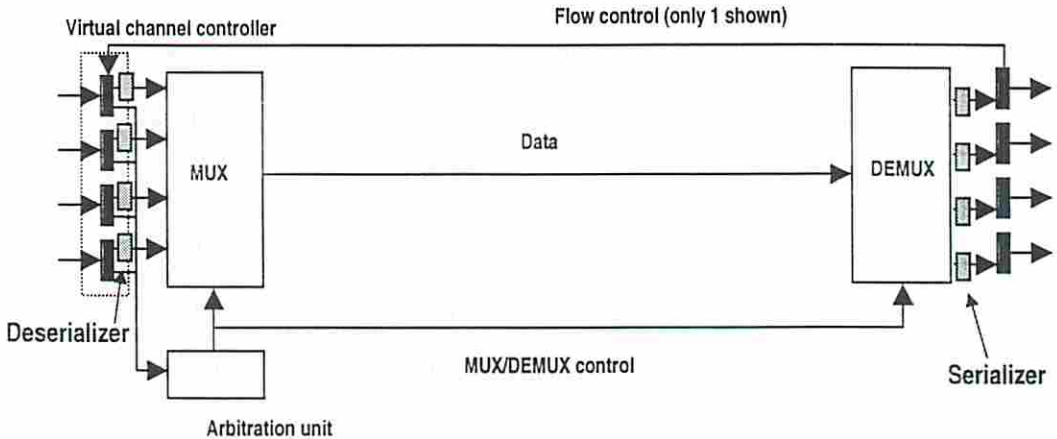 Flow control (only 1 shown)
Virtual channel controller
Data
MUX
DEMUX
Deserializer
MUX/DEMUX control
Serializer
Arbitration unit